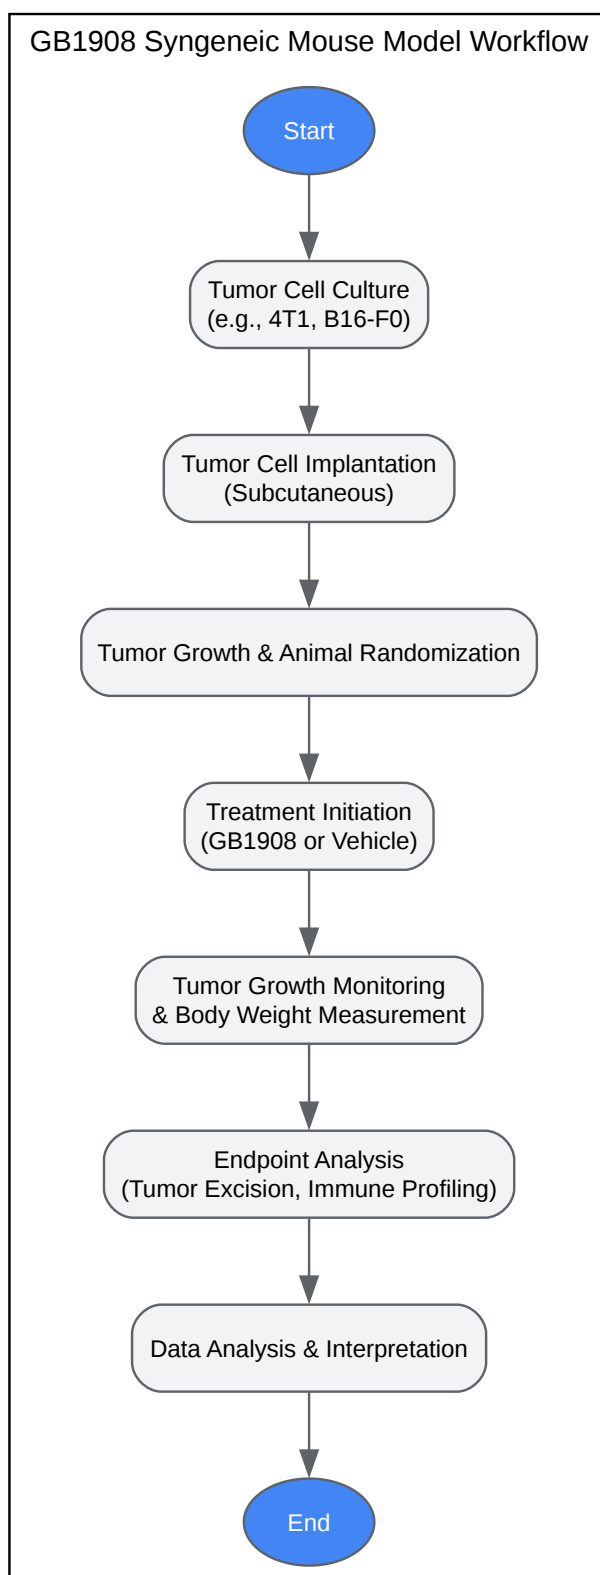 GB1908 Syngeneic Mouse Model Workflow
Start
Tumor Cell Culture
(e.g., 4T1, B16-F0)
Tumor Cell Implantation
(Subcutaneous)
Tumor Growth & Animal Randomization
Treatment Initiation
(GB1908 or Vehicle)
Tumor Growth Monitoring
& Body Weight Measurement
Endpoint Analysis
(Tumor Excision, Immune Profiling)
Data Analysis & Interpretation
End